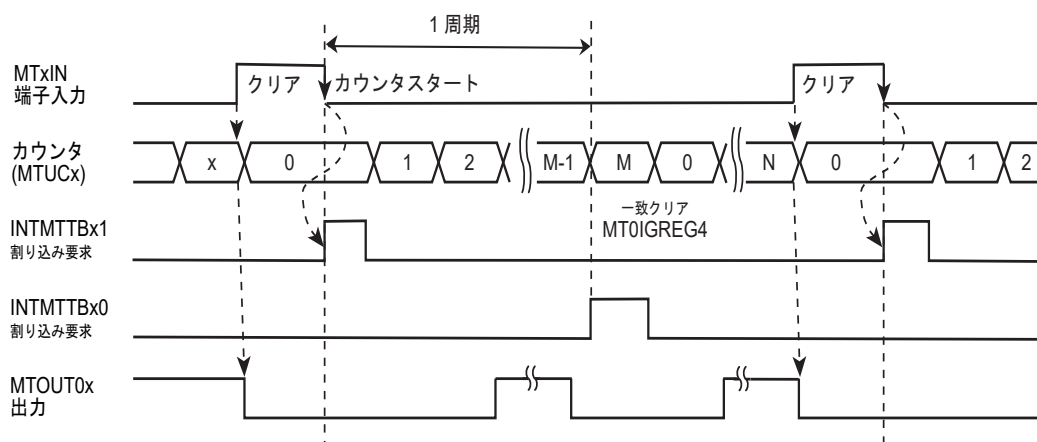 1 周期
MTxIN
端子入力
クリア
カウンタスタート
クリア
カウンタ
(MTUCx)
x 0 1 2 M-1 M 0 N 0 1 2
一致クリア
MT0IGREG4
INTMTTBx1
割り込み要求
INTMTTBx0
割り込み要求
MTOUT0x
出力